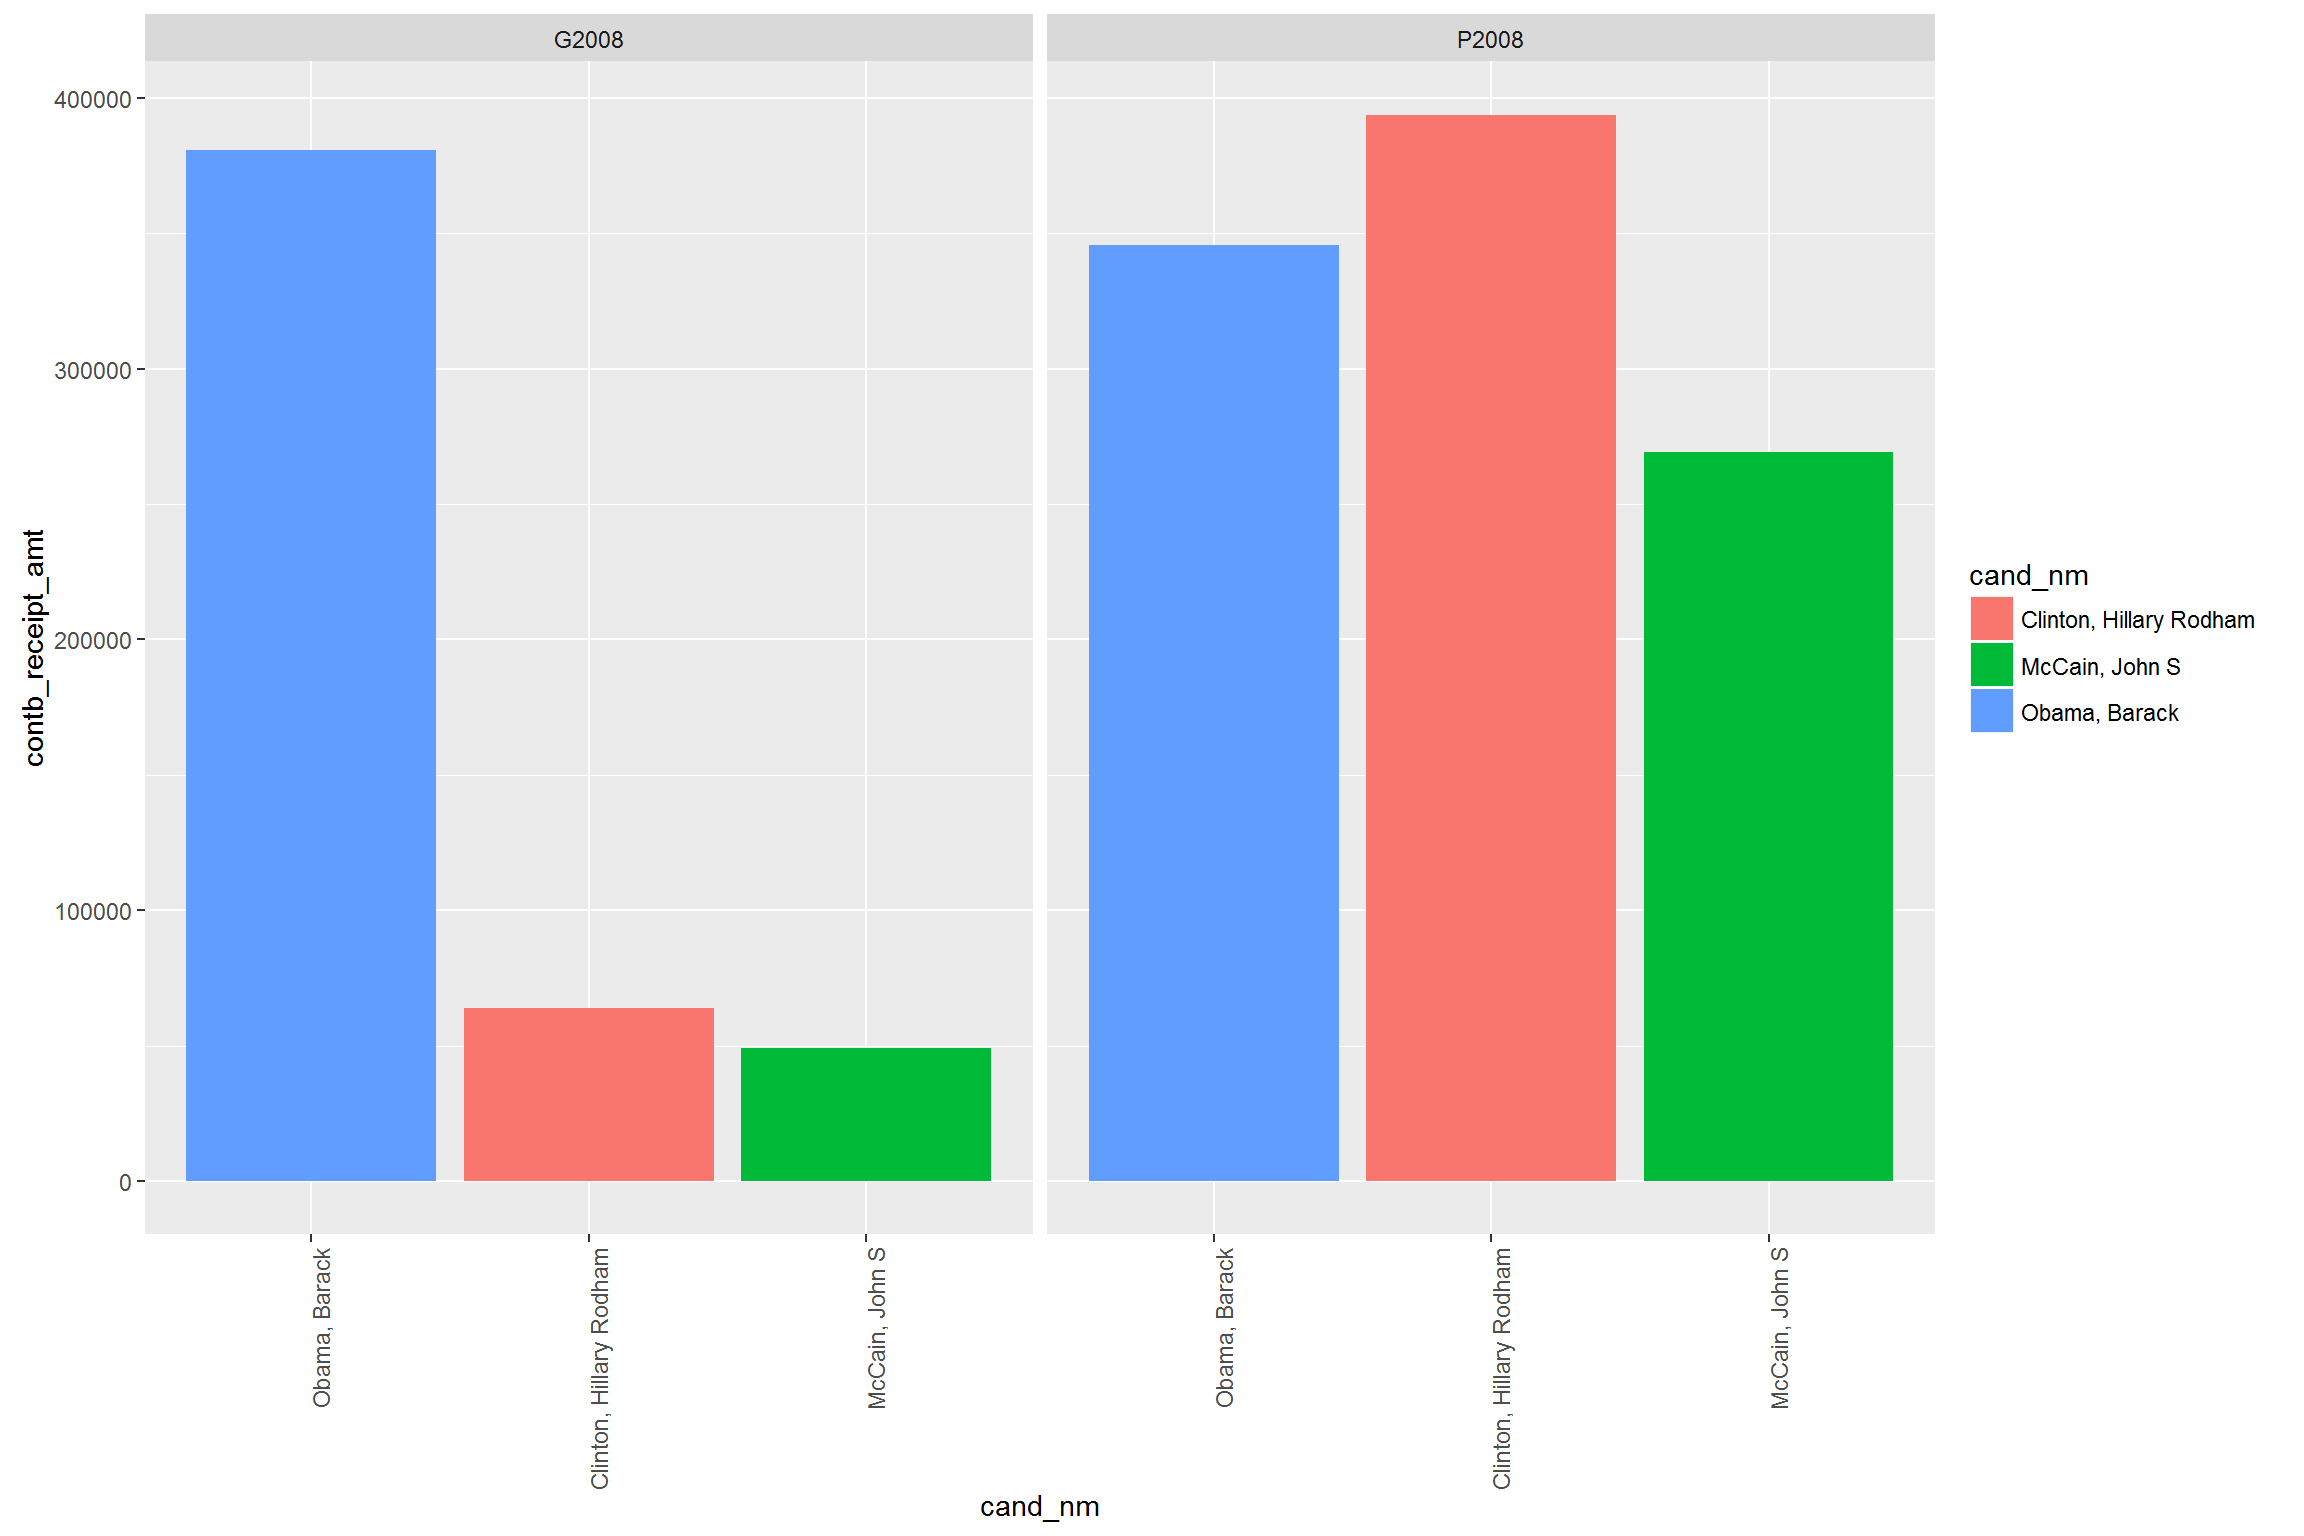 G2008
P2008
400000
300000
200000
100000
0
contb_receipt_amt
Obama, Barack
Clinton, Hillary Rodham
McCain, John S
Obama, Barack
Clinton, Hillary Rodham
McCain, John S
cand_nm
cand_nm
Clinton, Hillary Rodham
McCain, John S
Obama, Barack